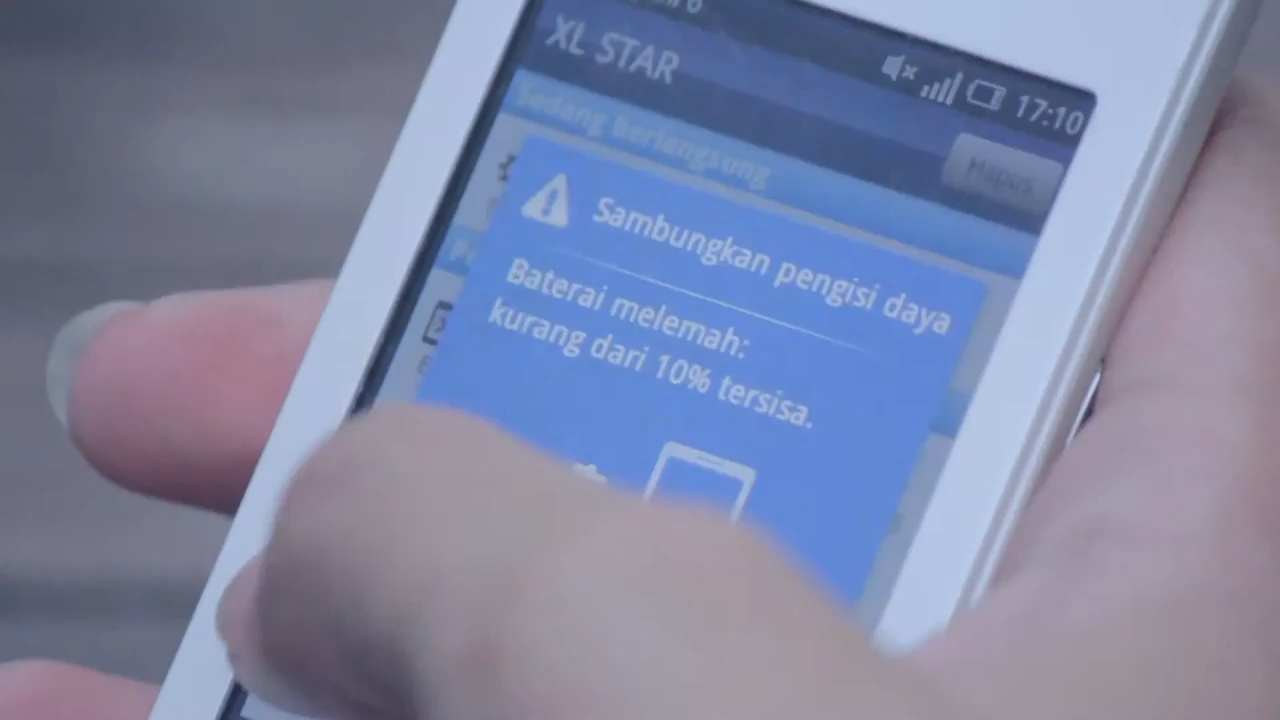 XL STAR
17:10
Sedang berlangsung
Hapus
Sambungkan pengisi daya
Baterai melemah:
kurang dari 10% tersisa.